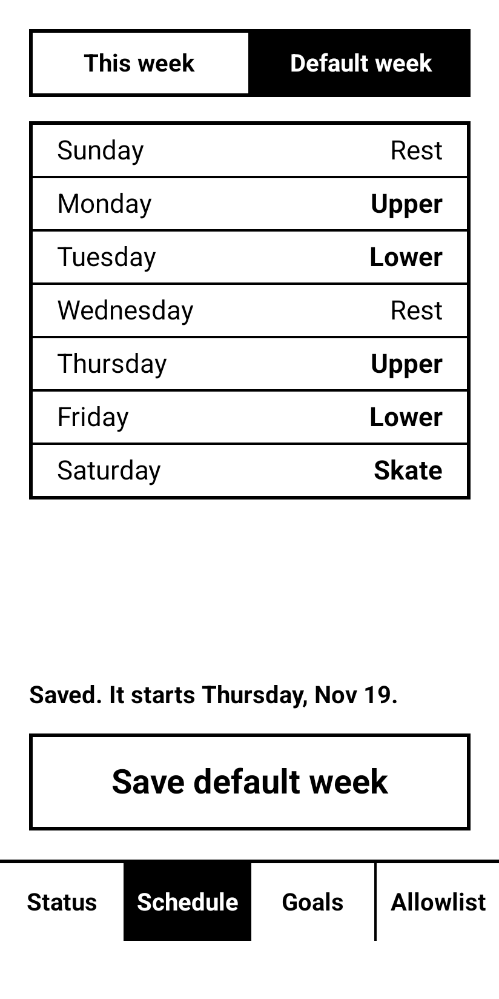 This week Default week
Sunday Rest
Monday Upper
Tuesday Lower
Wednesday Rest
Thursday Upper
Friday Lower
Saturday Skate
Saved. It starts Thursday, Nov 19.
Save default week
Status Schedule Goals Allowlist